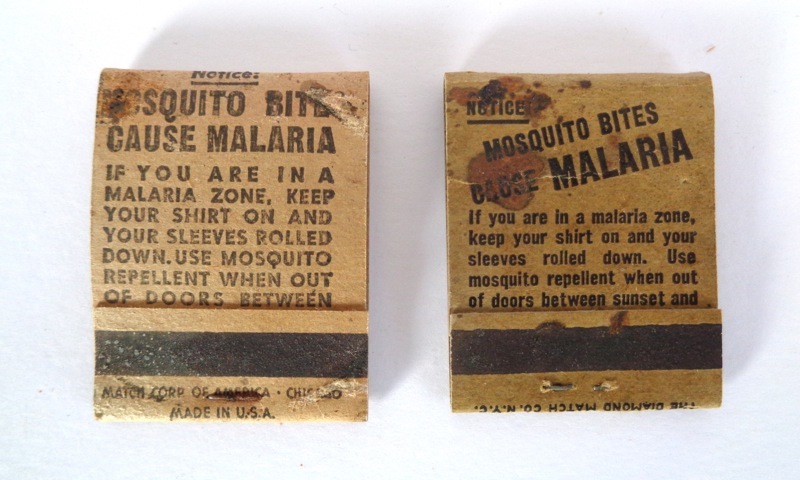 Notice:
MOSQUITO BITES
CAUSE MALARIA
IF YOU ARE IN A
MALARIA ZONE, KEEP
YOUR SHIRT ON AND
YOUR SLEEVES ROLLED
DOWN. USE MOSQUITO
REPELLENT WHEN OUT
OF DOORS BETWEEN
MATCH CORP. OF AMERICA · CHICAGO
MADE IN U.S.A.
NOTICE
MOSQUITO BITES
CAUSE MALARIA
If you are in a malaria zone,
keep your shirt on and your
sleeves rolled down. Use
mosquito repellent when out
of doors between sunset and
THE DIAMOND MATCH CO. N.Y.C.